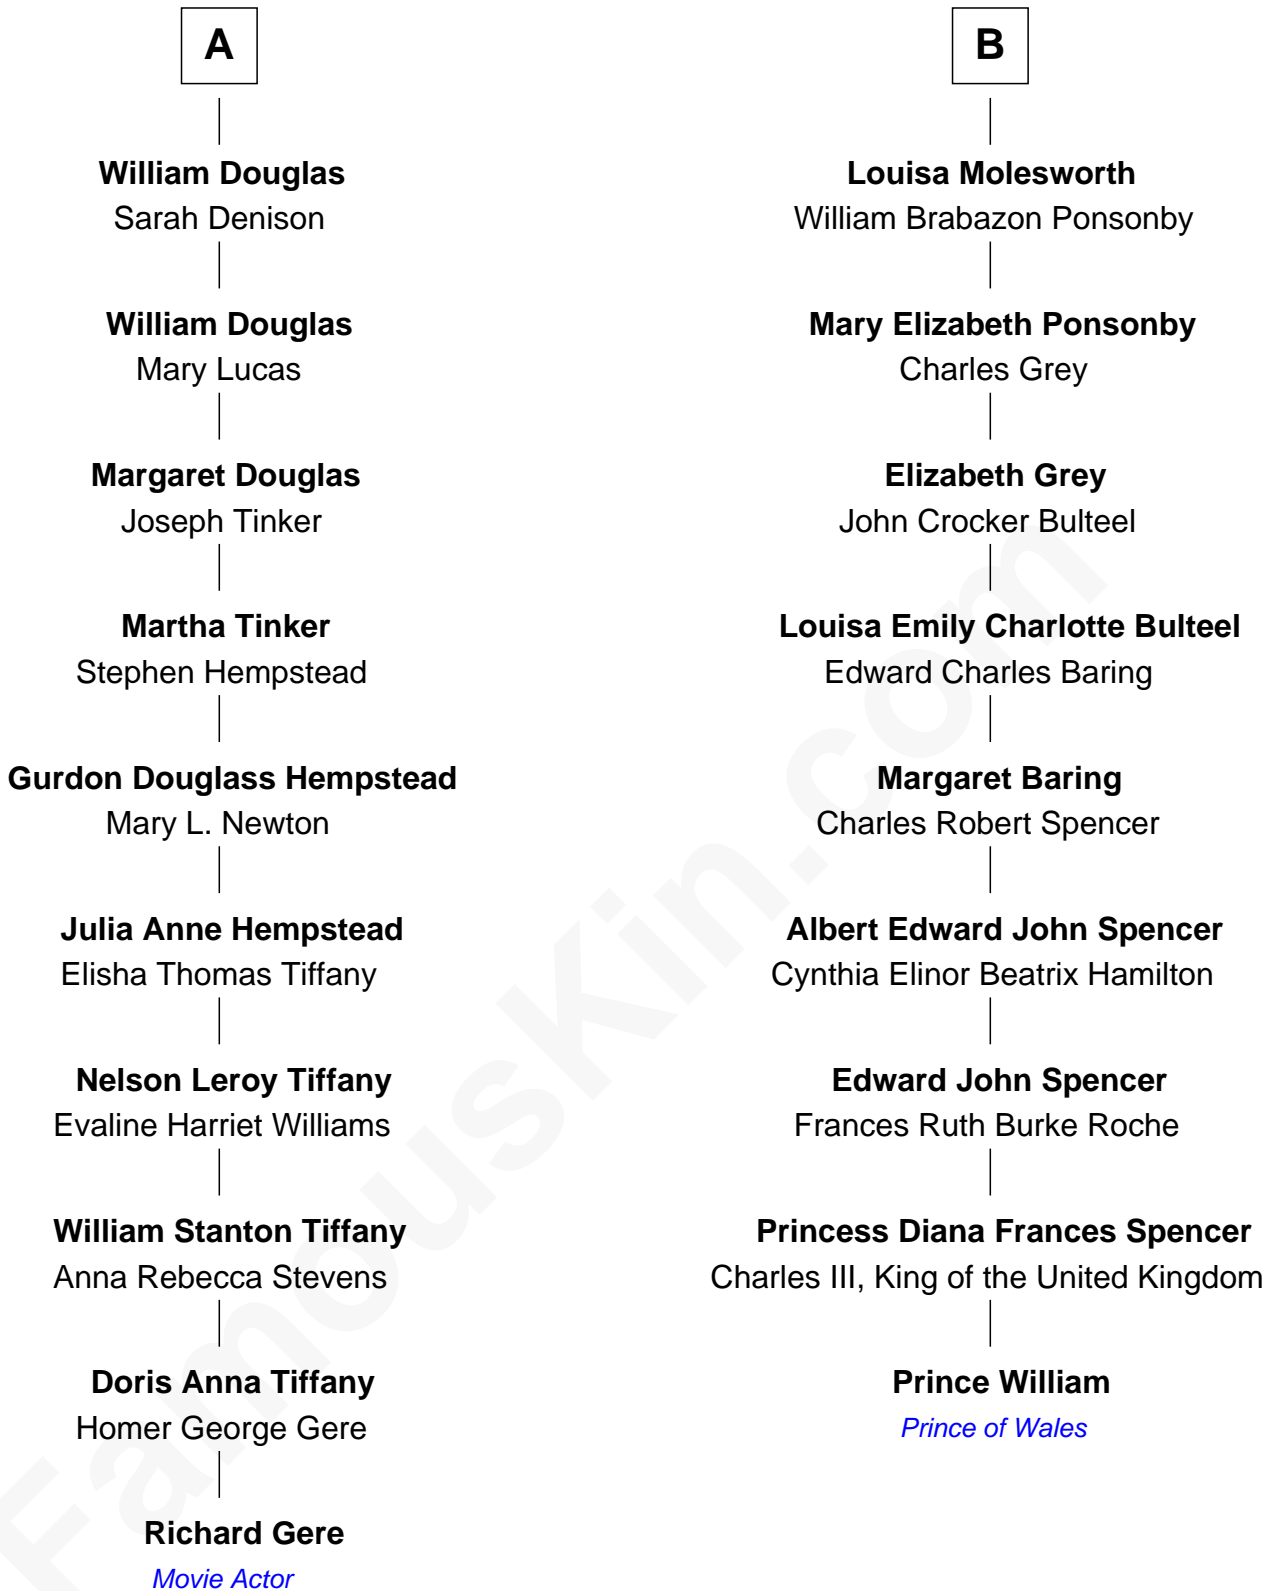 A
William Douglas
Sarah Denison
William Douglas
Mary Lucas
Margaret Douglas
Joseph Tinker
Martha Tinker
Stephen Hempstead
Gurdon Douglass Hempstead
Mary L. Newton
Julia Anne Hempstead
Elisha Thomas Tiffany
Nelson Leroy Tiffany
Evaline Harriet Williams
William Stanton Tiffany
Anna Rebecca Stevens
Doris Anna Tiffany
Homer George Gere
Richard Gere
Movie Actor
B
Louisa Molesworth
William Brabazon Ponsonby
Mary Elizabeth Ponsonby
Charles Grey
Elizabeth Grey
John Crocker Bulteel
Louisa Emily Charlotte Bulteel
Edward Charles Baring
Margaret Baring
Charles Robert Spencer
Albert Edward John Spencer
Cynthia Elinor Beatrix Hamilton
Edward John Spencer
Frances Ruth Burke Roche
Princess Diana Frances Spencer
Charles III, King of the United Kingdom
Prince William
Prince of Wales
FamousKin.com